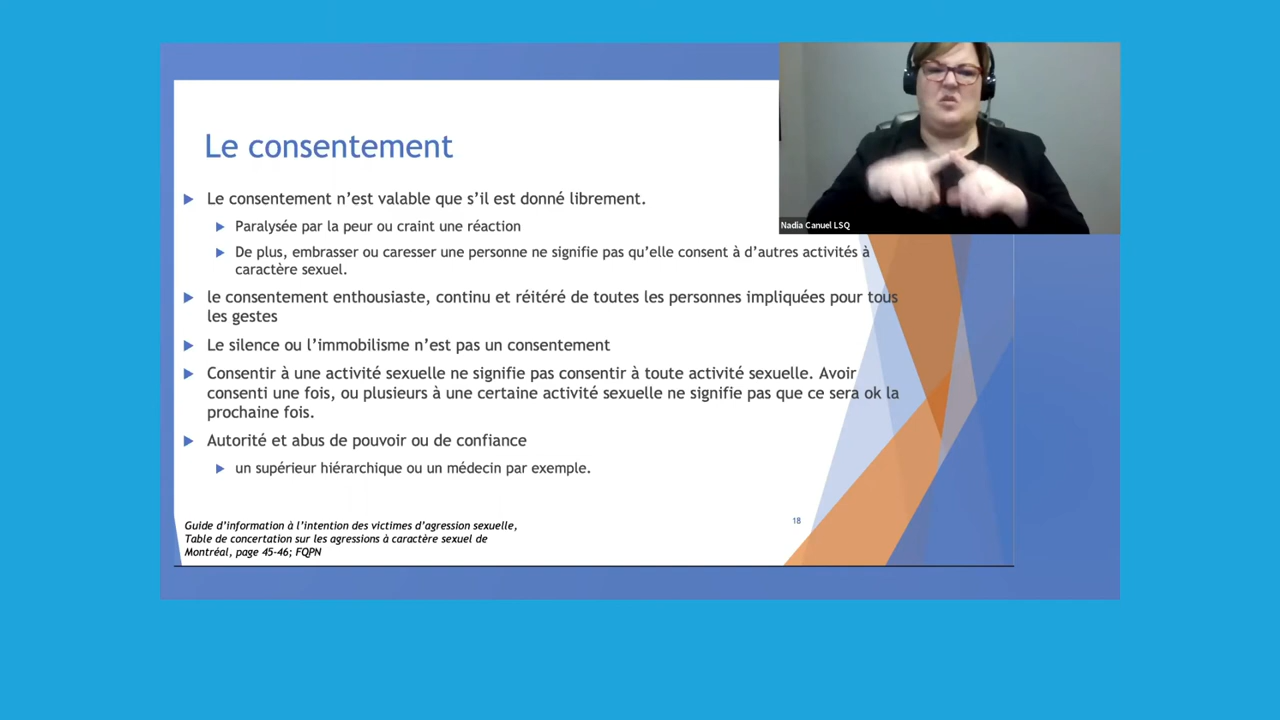 Le consentement
Le consentement n’est valable que s’il est donné librement.
Paralysée par la peur ou craint une réaction
De plus, embrasser ou caresser une personne ne signifie pas qu’elle consent à d’autres activités à
caractère sexuel.
le consentement enthousiaste, continu et réitéré de toutes les personnes impliquées pour tous
les gestes
Le silence ou l’immobilisme n’est pas un consentement
Consentir à une activité sexuelle ne signifie pas consentir à toute activité sexuelle. Avoir
consenti une fois, ou plusieurs à une certaine activité sexuelle ne signifie pas que ce sera ok la
prochaine fois.
Autorité et abus de pouvoir ou de confiance
un supérieur hiérarchique ou un médecin par exemple.
Guide d’information à l’intention des victimes d’agression sexuelle,
Table de concertation sur les agressions à caractère sexuel de
Montréal, page 45-46; FQPN
18
Nadia Canuel LSQ